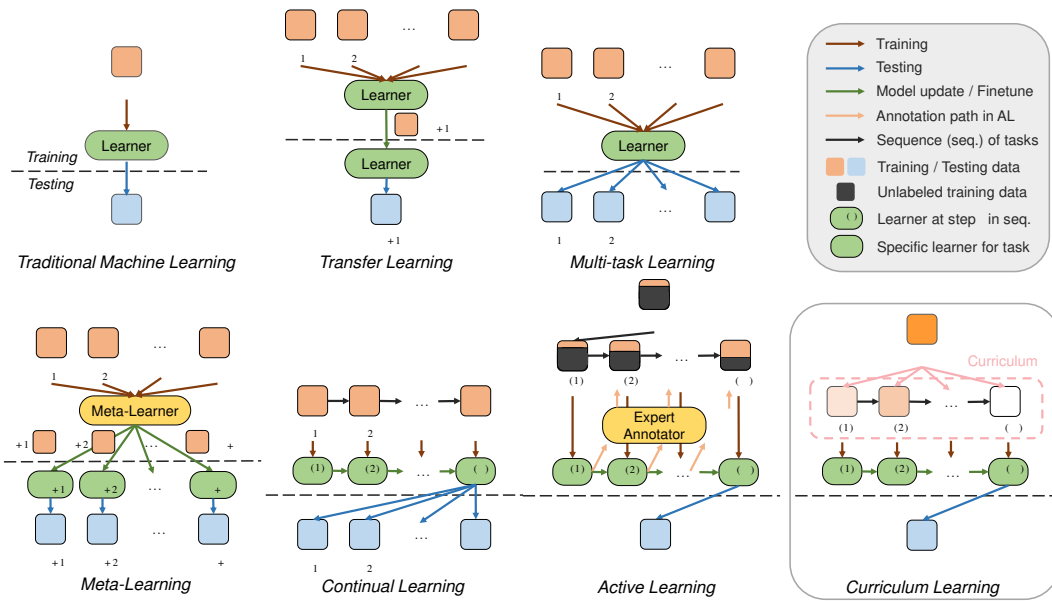 1 2 ...
Learner
Training
Testing
Traditional Machine Learning
Learner
+1
Learner
+1
Transfer Learning
...
1 2
Learner
...
1 2
Multi-task Learning
Training
Testing
Model update / Finetune
Annotation path in AL
Sequence (seq.) of tasks
Training / Testing data
Unlabeled training data
( ) Learner at step in seq.
Specific learner for task
...
1 2
Meta-Learner
+1 +2 ... +
+1 +2 ... +
...
+1 +2 +
Meta-Learning
...
1 2
(1) (2) ... ( )
...
1 2
Continual Learning
...
(1) (2) ( )
Expert
Annotator
(1) (2) ... ( )
Active Learning
Curriculum
...
(1) (2) ( )
(1) (2) ... ( )
Curriculum Learning